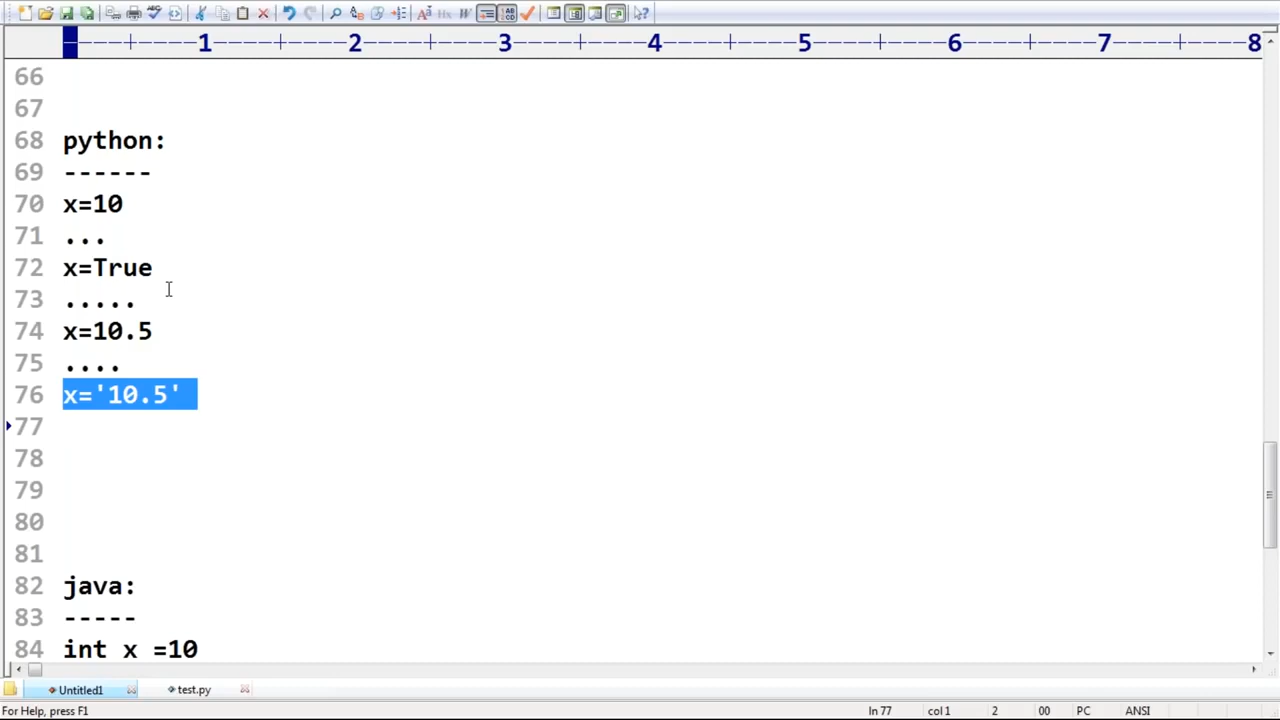 1 2 3 4 5 6 7 8
66
67
68 python:
69 ------
70 x=10
71 ...
72 x=True
73 .....
74 x=10.5
75 ....
76 x='10.5'
77
78
79
80
81
82 java:
83 -----
84 int x =10
Untitled1 test.py
For Help, press F1 ln 77 col 1 2 00 PC ANSI